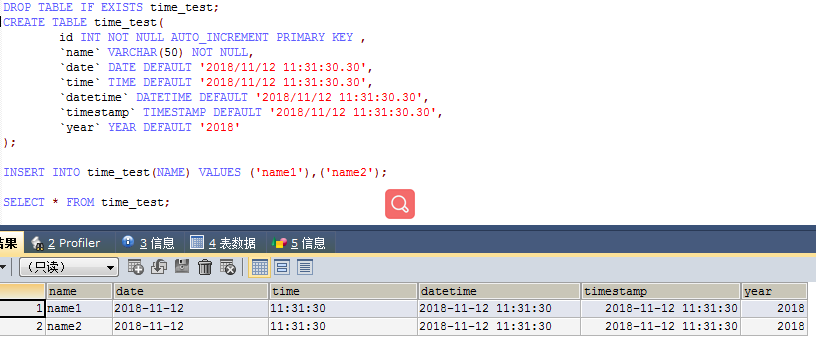 DROP TABLE IF EXISTS time_test;
CREATE TABLE time_test(
id INT NOT NULL AUTO_INCREMENT PRIMARY KEY ,
`name` VARCHAR(50) NOT NULL,
`date` DATE DEFAULT '2018/11/12 11:31:30.30',
`time` TIME DEFAULT '2018/11/12 11:31:30.30',
`datetime` DATETIME DEFAULT '2018/11/12 11:31:30.30',
`timestamp` TIMESTAMP DEFAULT '2018/11/12 11:31:30.30',
`year` YEAR DEFAULT '2018'
);
INSERT INTO time_test(NAME) VALUES ('name1'),('name2');
SELECT * FROM time_test;
结果 2 Profiler 3 信息 4 表数据 5 信息
(只读)
name date time datetime timestamp year
1 name1 2018-11-12 11:31:30 2018-11-12 11:31:30 2018-11-12 11:31:30 2018
2 name2 2018-11-12 11:31:30 2018-11-12 11:31:30 2018-11-12 11:31:30 2018